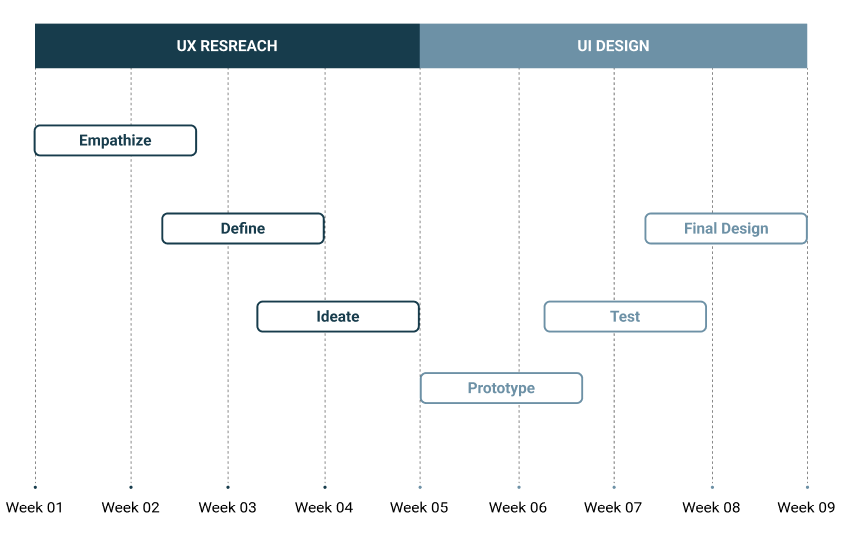 UX RESREACH
UI DESIGN
Empathize
Define
Final Design
Ideate
Test
Prototype
Week 01
Week 02
Week 03
Week 04
Week 05
Week 06
Week 07
Week 08
Week 09